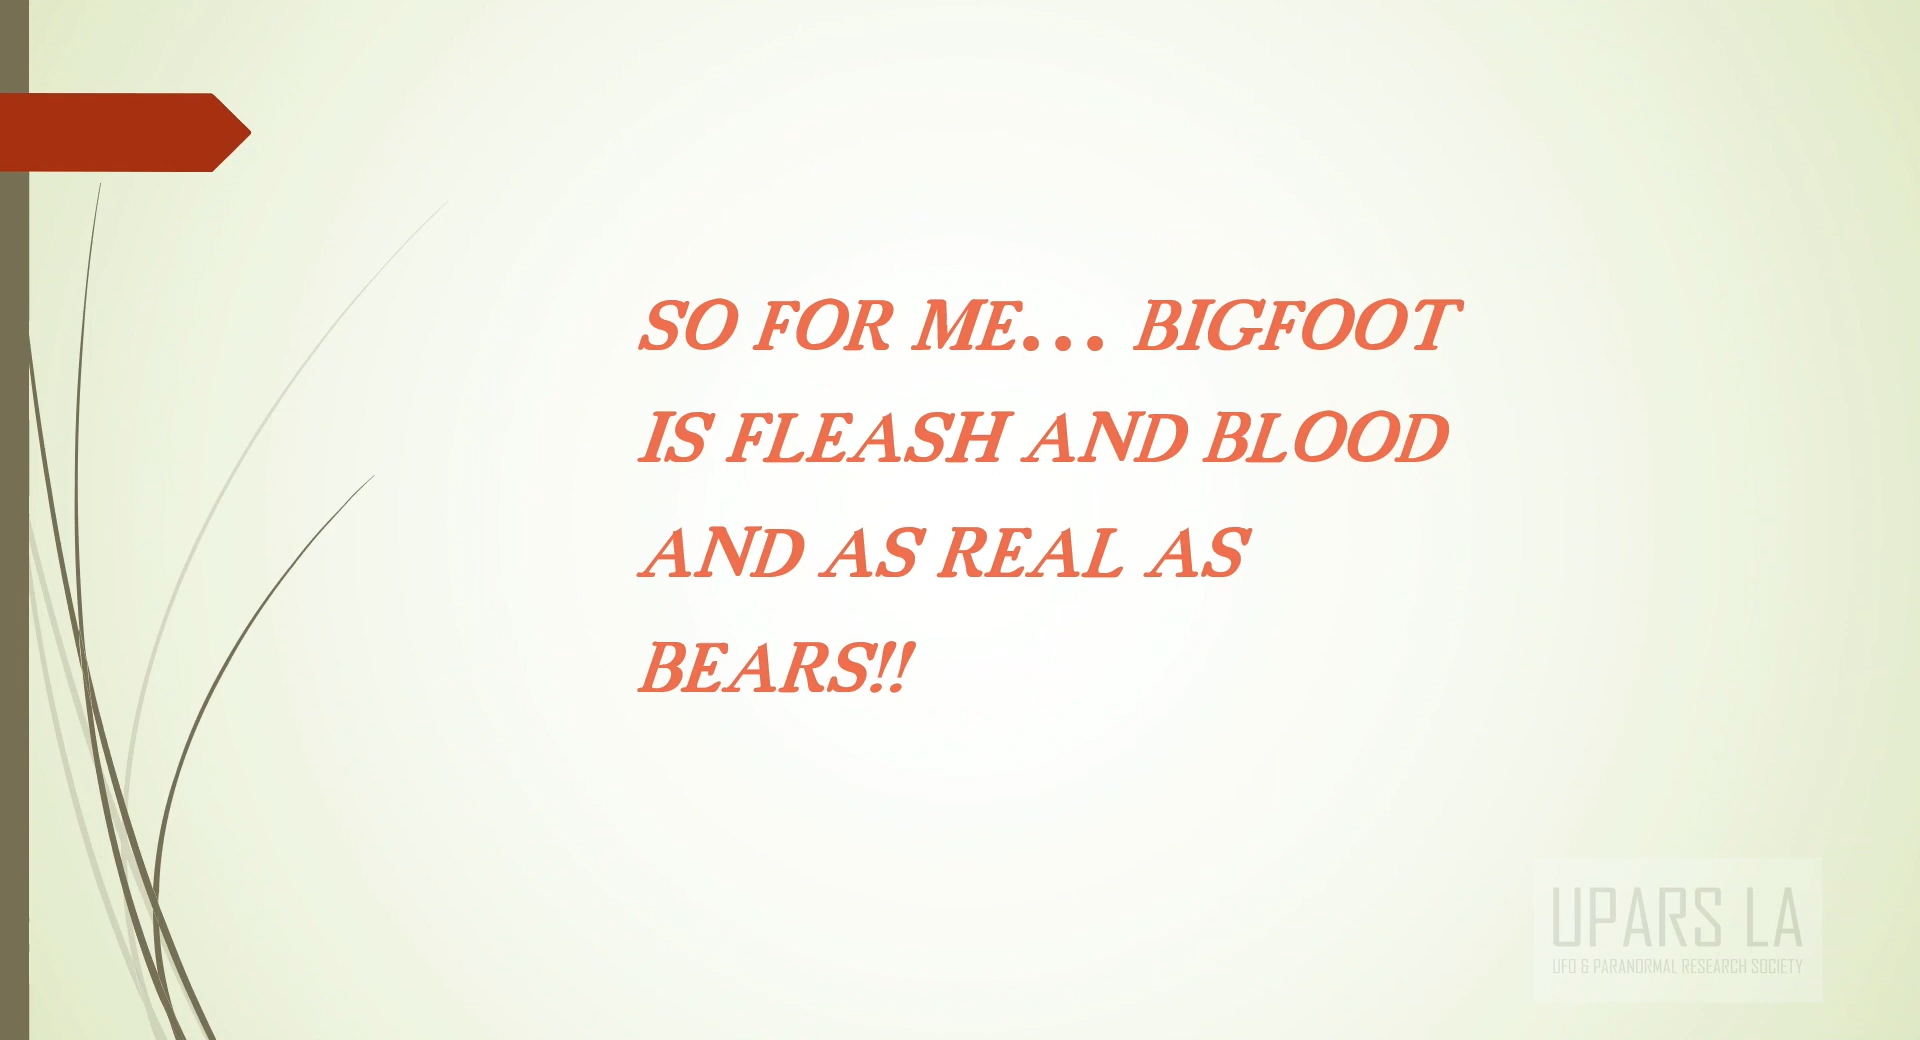 SO FOR ME... BIGFOOT
IS FLEASH AND BLOOD
AND AS REAL AS
BEARS!!
UPARS LA
UFO & PARANORMAL RESEARCH SOCIETY